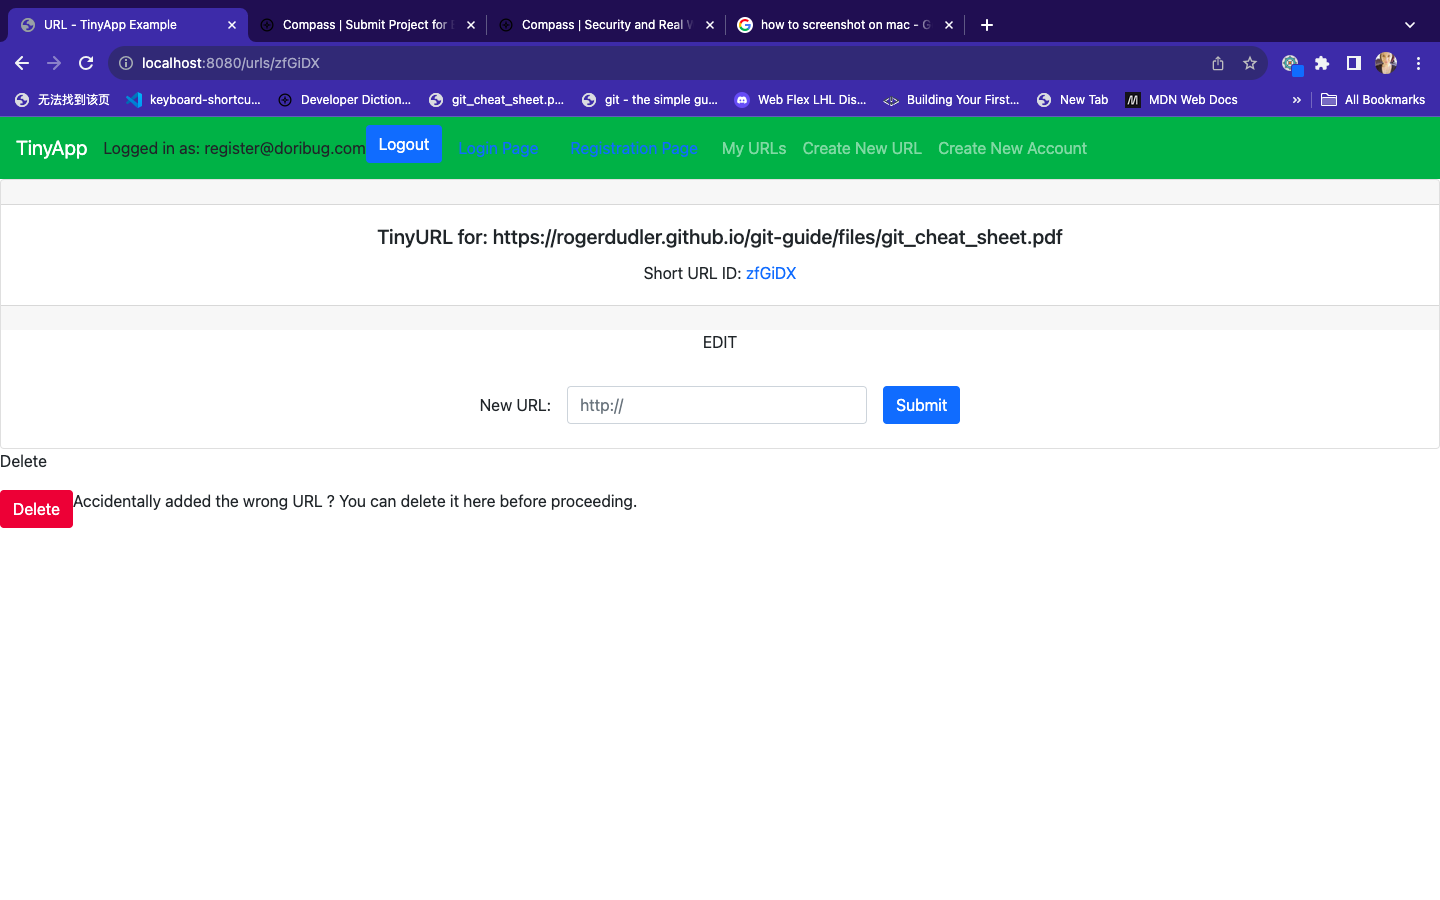 URL - TinyApp Example
Compass | Submit Project for
Compass | Security and Real
how to screenshot on mac - G
localhost:8080/urls/zfGiDX
无法找到该页
keyboard-shortcu...
Developer Diction...
git_cheat_sheet.p...
git - the simple gu...
Web Flex LHL Dis...
Building Your First...
New Tab
MDN Web Docs
»
All Bookmarks
TinyApp
Logged in as: register@doribug.com
Logout
Login Page
Registration Page
My URLs
Create New URL
Create New Account
TinyURL for: https://rogerdudler.github.io/git-guide/files/git_cheat_sheet.pdf
Short URL ID: zfGiDX
EDIT
New URL:
http://
Submit
Delete
Delete
Accidentally added the wrong URL ? You can delete it here before proceeding.